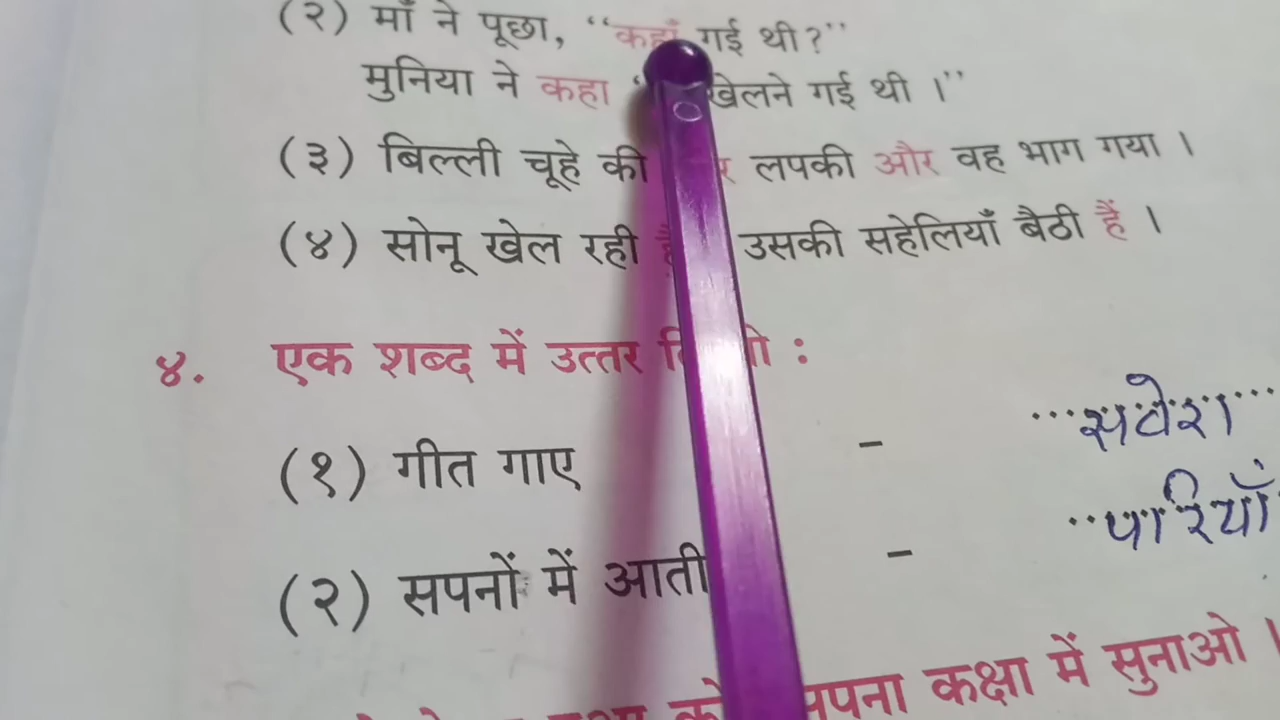 (२) माँ ने पूछा, “कहाँ गई थी?”
मुनिया ने कहा ‘ खेलने गई थी ।”
(३) बिल्ली चूहे की लपकी और वह भाग गया ।
(४) सोनू खेल रही उसकी सहेलियाँ बैठी हैं ।
४. एक शब्द में उत्तर :
(१) गीत गाए - सवेरा
(२) सपनों में आती - परियाँ
कक्षा में सुनाओ ।